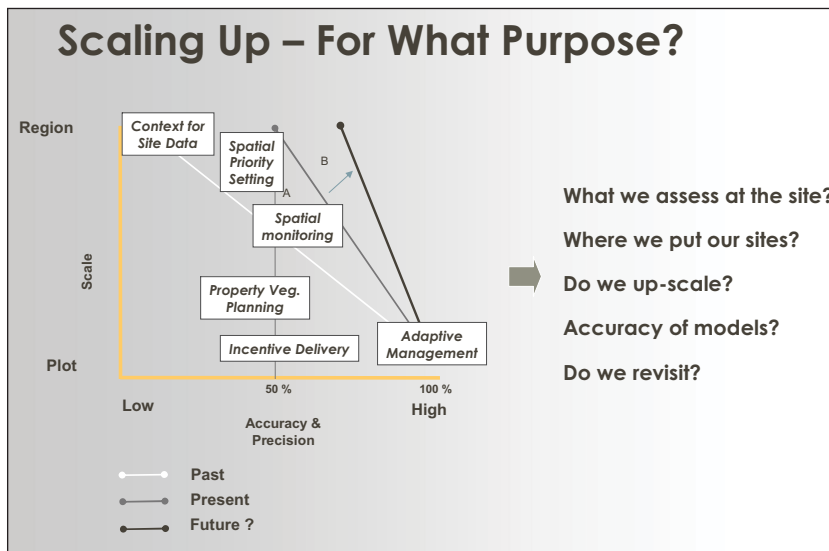 Scaling Up – For What Purpose?
Region
Context for
Site Data
Spatial
Priority
Setting
B
A
Spatial
monitoring
Scale
Property Veg.
Planning
Incentive Delivery
Adaptive
Management
Plot
50 %
100 %
Low
High
Accuracy &
Precision
Past
Present
Future ?
What we assess at the site?
Where we put our sites?
Do we up-scale?
Accuracy of models?
Do we revisit?